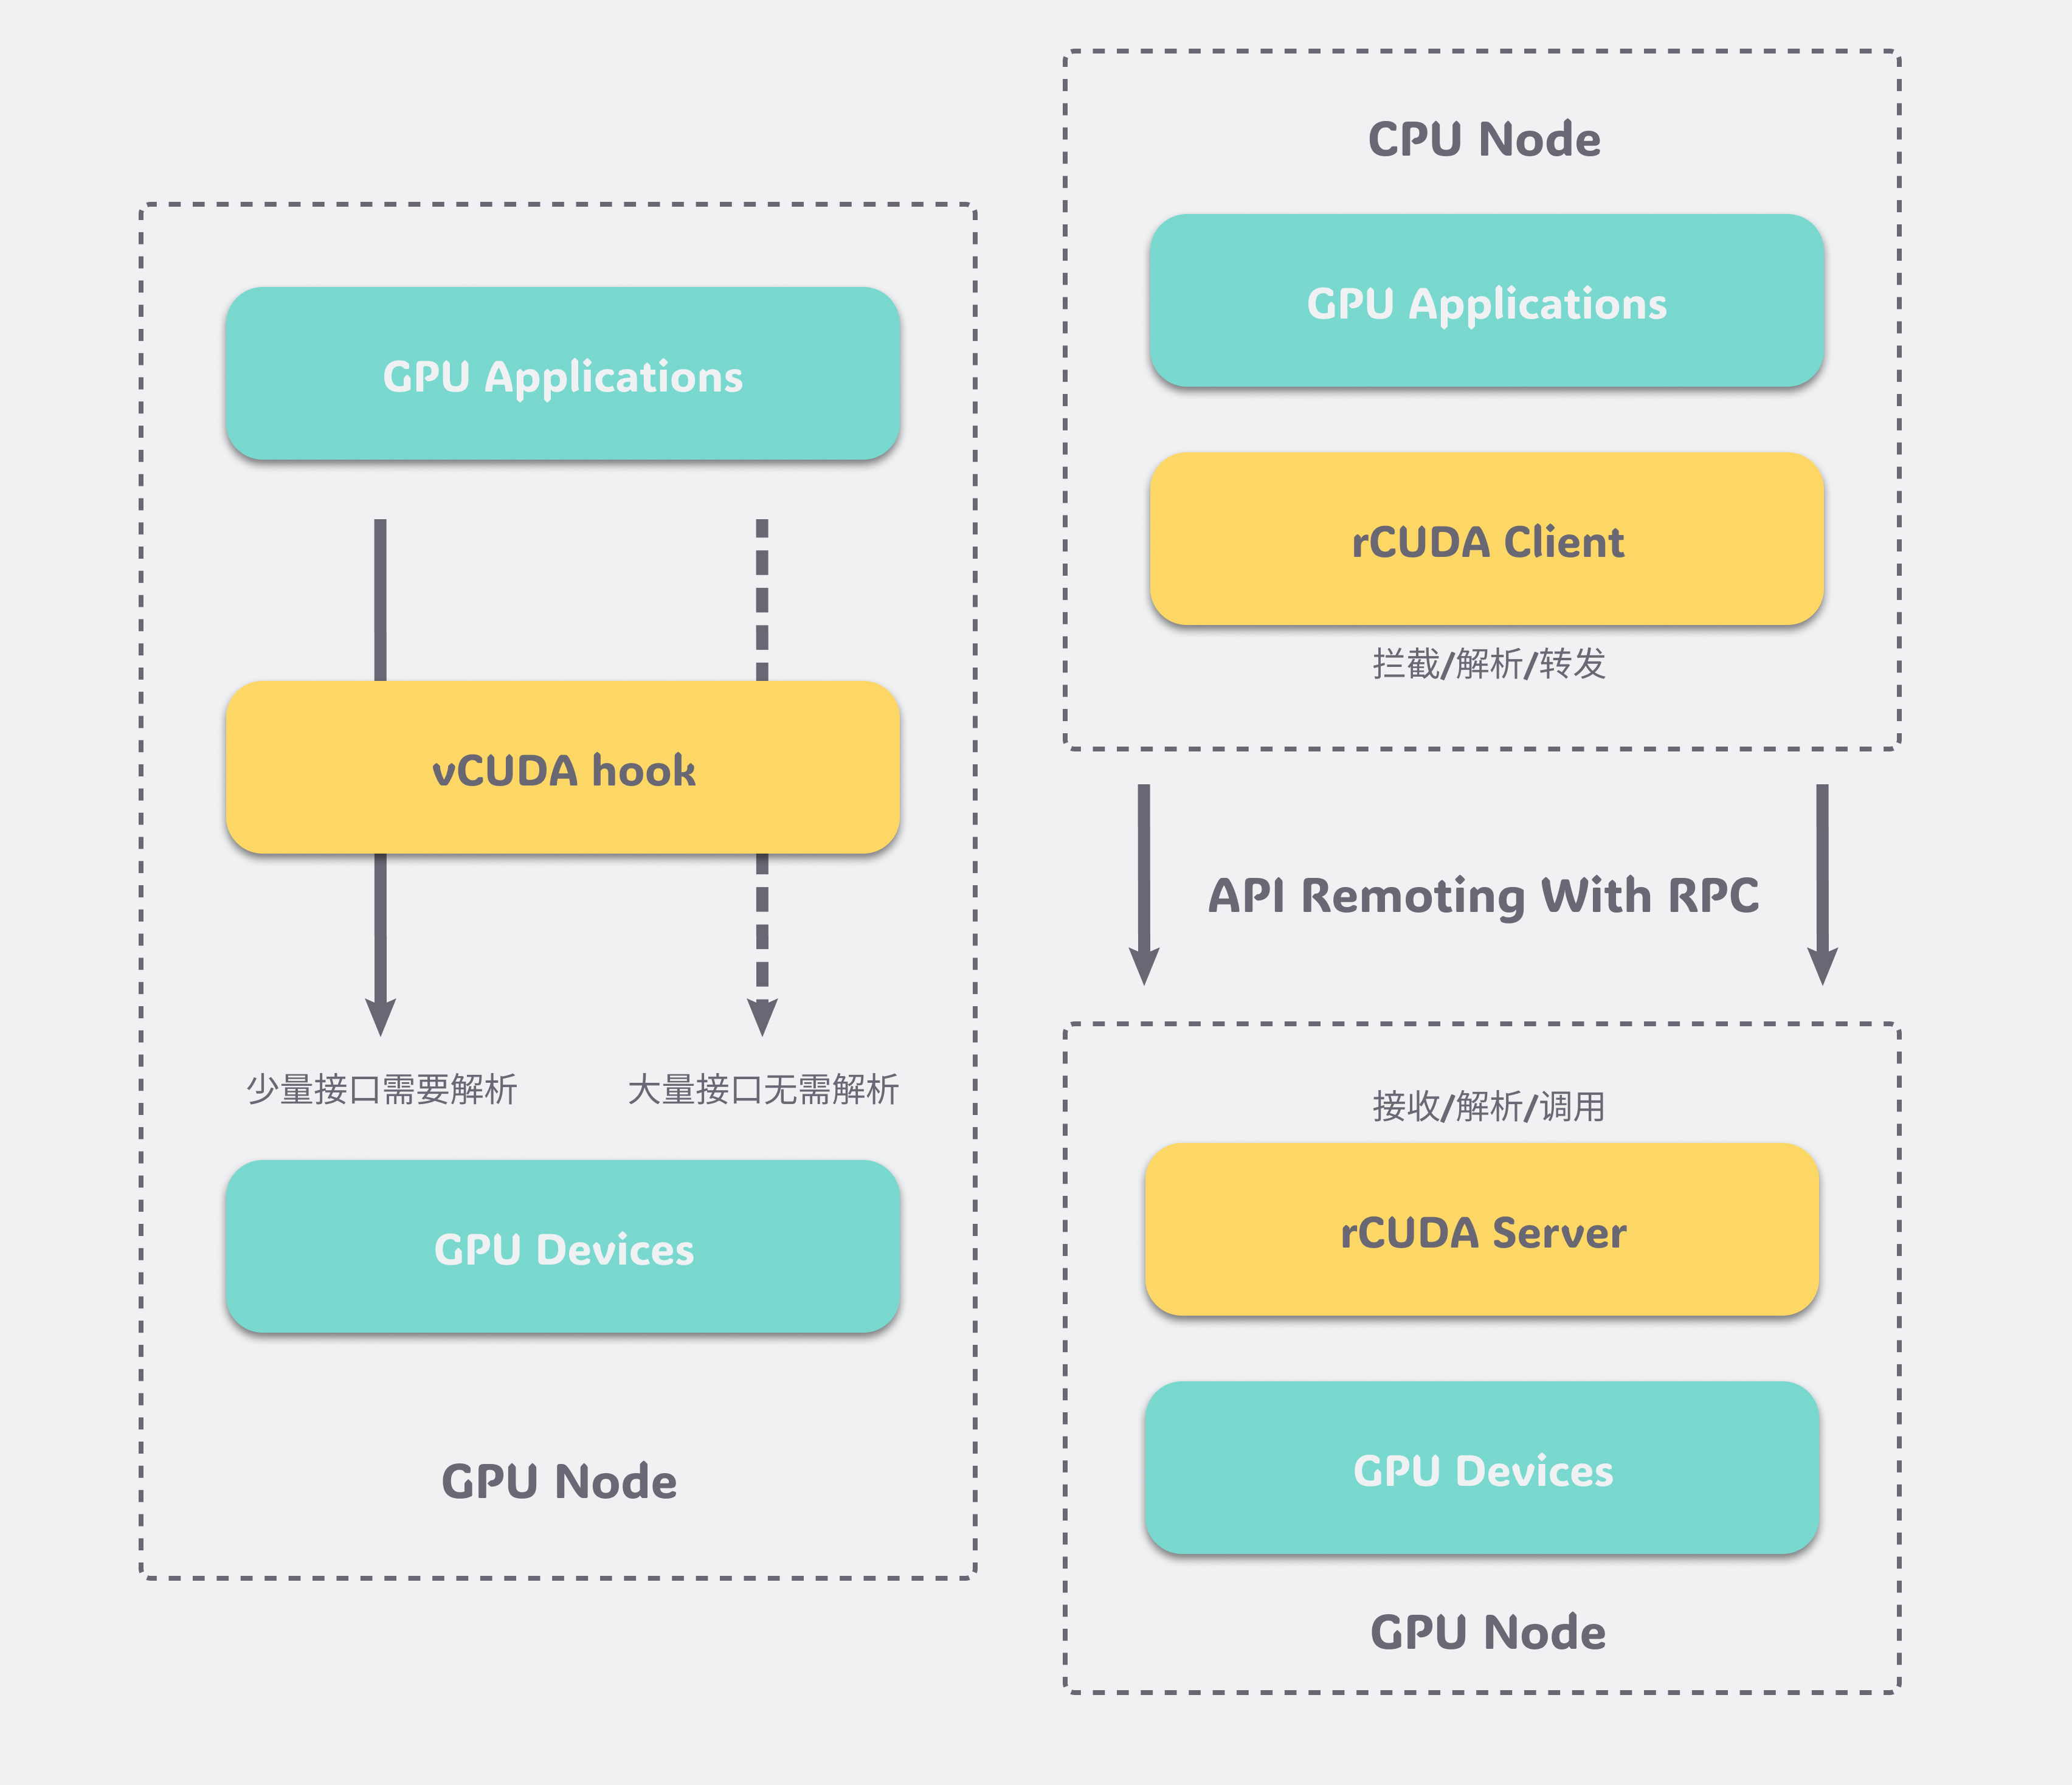 GPU Applications
vCUDA hook
少量接口需要解析
大量接口无需解析
GPU Devices
GPU Node
CPU Node
GPU Applications
rCUDA Client
拦截/解析/转发
API Remoting With RPC
接收/解析/调用
rCUDA Server
GPU Devices
GPU Node